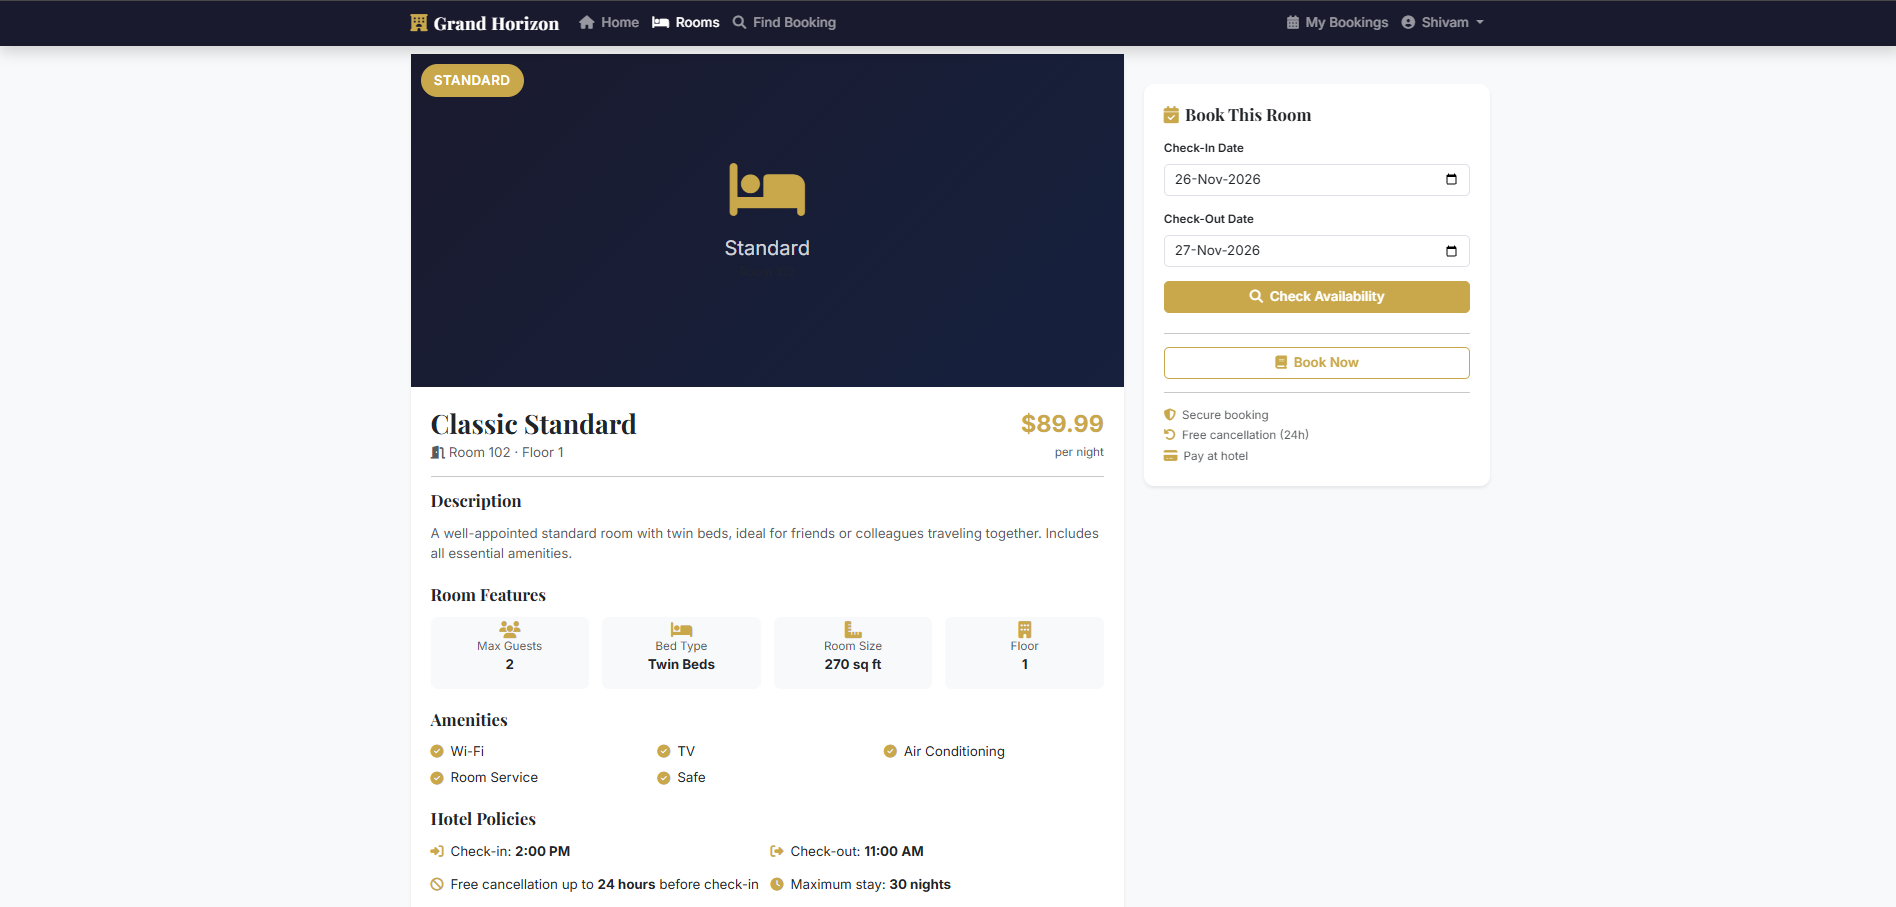 Grand Horizon Home Rooms Find Booking My Bookings Shivam
STANDARD
Standard
Classic Standard
$89.99
Room 102 · Floor 1
per night
Description
A well-appointed standard room with twin beds, ideal for friends or colleagues traveling together. Includes
all essential amenities.
Room Features
Max Guests
2
Bed Type
Twin Beds
Room Size
270 sq ft
Floor
1
Amenities
Wi-Fi TV Air Conditioning
Room Service Safe
Hotel Policies
Check-in: 2:00 PM Check-out: 11:00 AM
Free cancellation up to 24 hours before check-in Maximum stay: 30 nights
Book This Room
Check-In Date
26-Nov-2026
Check-Out Date
27-Nov-2026
Check Availability
Book Now
Secure booking
Free cancellation (24h)
Pay at hotel